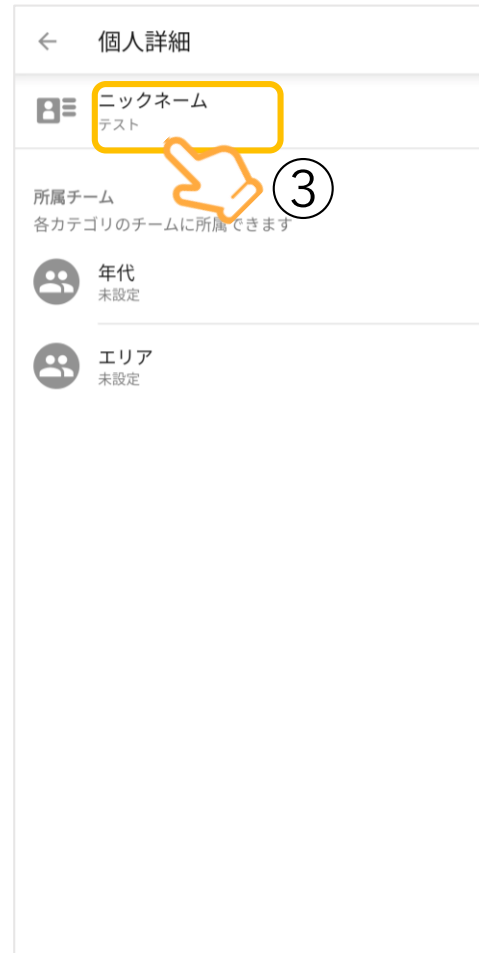 個人詳細
ニックネーム
テスト
③
所属チーム
各カテゴリのチームに所属できます
年代
未設定
エリア
未設定